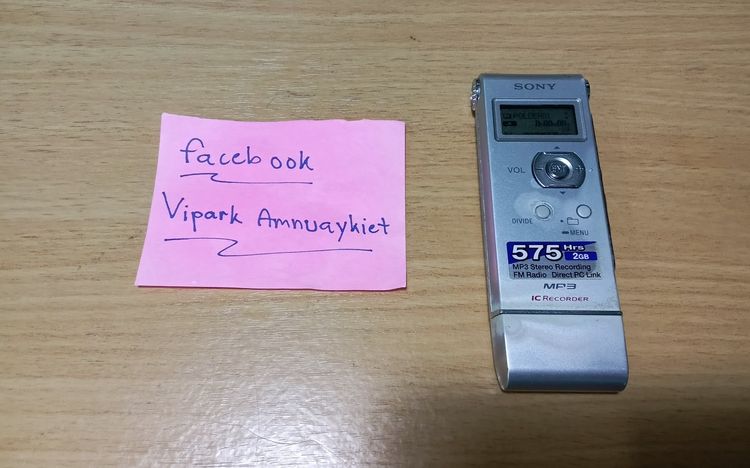 facebook
Vipark Amnuaykiet
SONY
VOL
DIVIDE
MENU
575 Hrs
2GB
MP3 Stereo Recording
FM Radio Direct PC Link
MP3
IC RECORDER